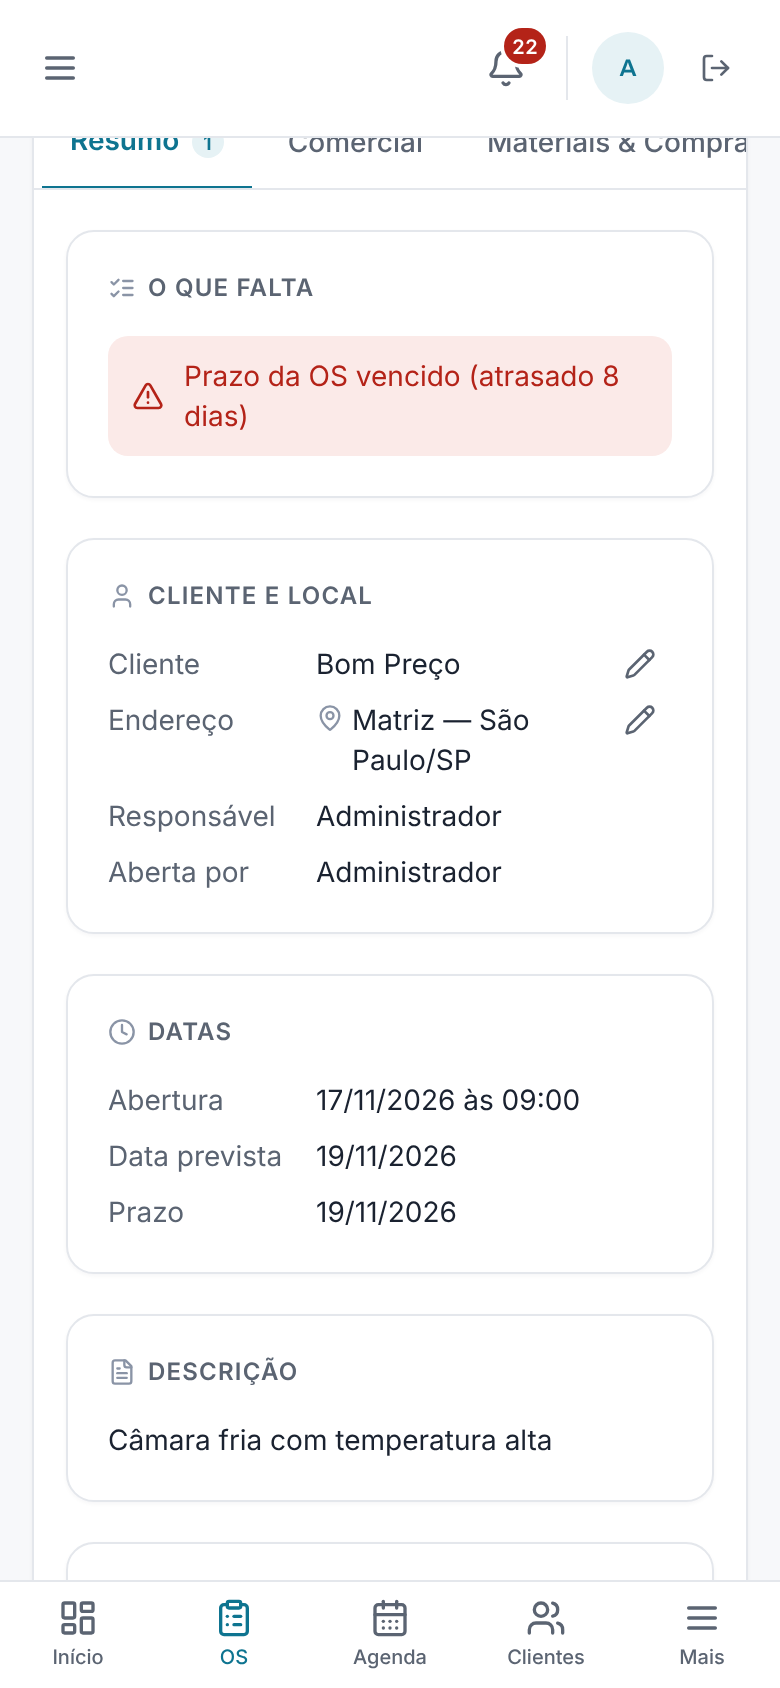 22
A
Resumo 1
Comercial
Materiais & Compra
O QUE FALTA
Prazo da OS vencido (atrasado 8
dias)
CLIENTE E LOCAL
Cliente Bom Preço
Endereço Matriz — São
Paulo/SP
Responsável Administrador
Aberta por Administrador
DATAS
Abertura 17/11/2026 às 09:00
Data prevista 19/11/2026
Prazo 19/11/2026
DESCRIÇÃO
Câmara fria com temperatura alta
Início OS Agenda Clientes Mais